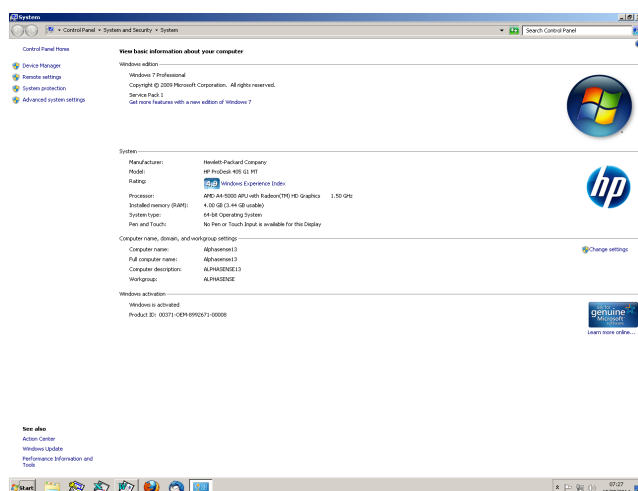 System
Control Panel System and Security System
Search Control Panel
Control Panel Home
Device Manager
Remote settings
System protection
Advanced system settings
View basic information about your computer
Windows edition
Windows 7 Professional
Copyright © 2009 Microsoft Corporation. All rights reserved.
Service Pack 1
Get more features with a new edition of Windows 7
System
Manufacturer: Hewlett-Packard Company
Model: HP ProDesk 405 G1 MT
Rating: 4,9 Windows Experience Index
Processor: AMD A4-5000 APU with Radeon(TM) HD Graphics 1.50 GHz
Installed memory (RAM): 4.00 GB (3.44 GB usable)
System type: 64-bit Operating System
Pen and Touch: No Pen or Touch Input is available for this Display
hp
Computer name, domain, and workgroup settings
Computer name: Alphasense13
Change settings
Full computer name: Alphasense13
Computer description: ALPHASENSE13
Workgroup: ALPHASENSE
Windows activation
Windows is activated
Product ID: 00371-OEM-8992671-00008
genuine
Microsoft
software
Learn more online...
See also
Action Center
Windows Update
Performance Information and
Tools
Start
07:27